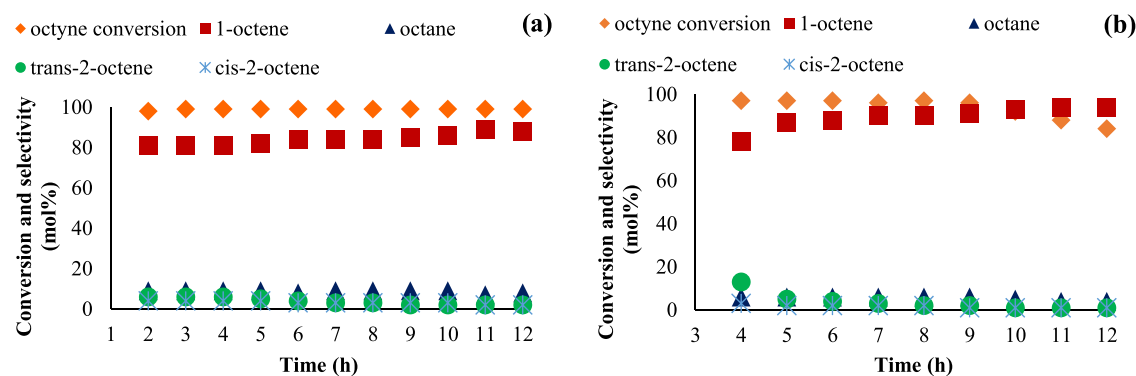 (a)
octyne conversion 1-octene octane
trans-2-octene cis-2-octene
Conversion and selectivity
(mol%)
100
80
60
40
20
0
1 2 3 4 5 6 7 8 9 10 11 12
Time (h)
(b)
octyne conversion 1-octene octane
trans-2-octene cis-2-octene
Conversion and selectivity
(mol%)
100
80
60
40
20
0
3 4 5 6 7 8 9 10 11 12
Time (h)